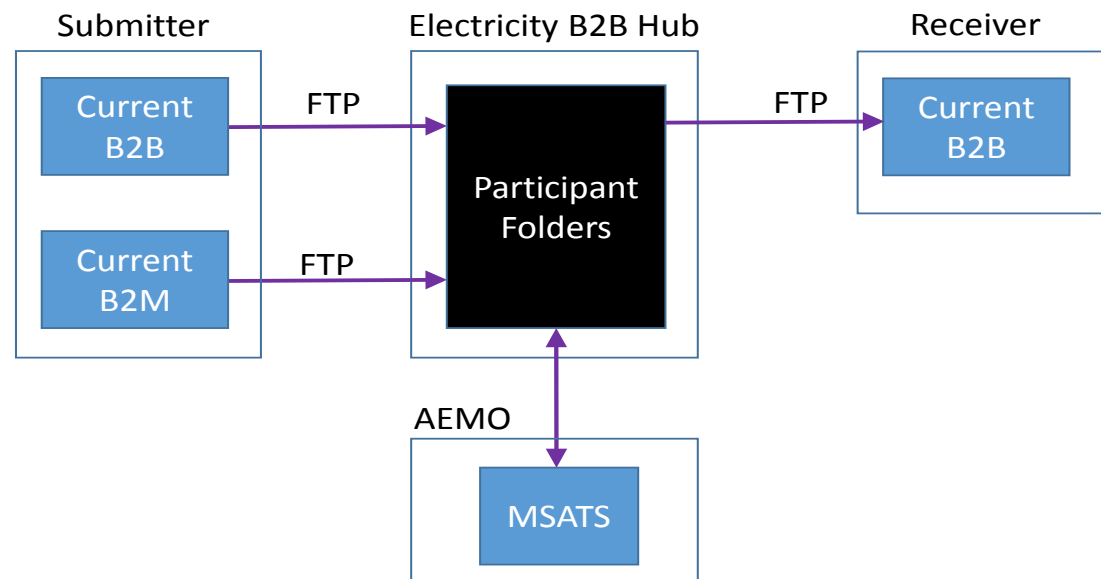 Submitter
Electricity B2B Hub
Receiver
Current
B2B
FTP
FTP
Current
B2B
Participant
Folders
Current
B2M
FTP
AEMO
MSATS